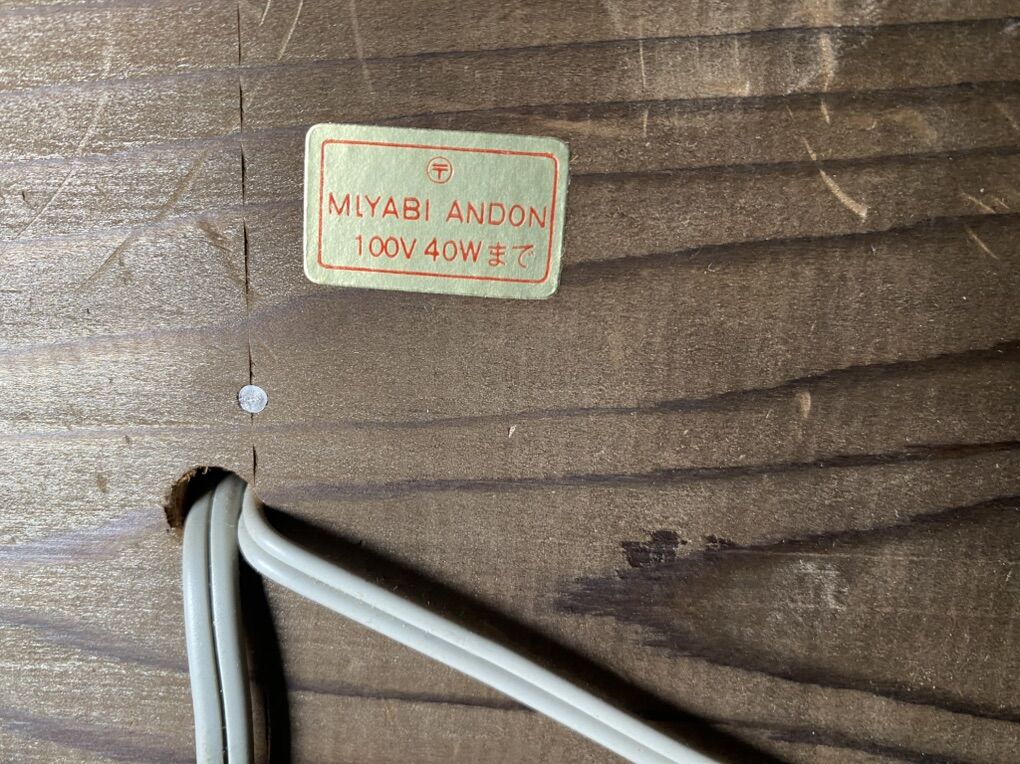 〒
MIYABI ANDON
100V 40Wまで